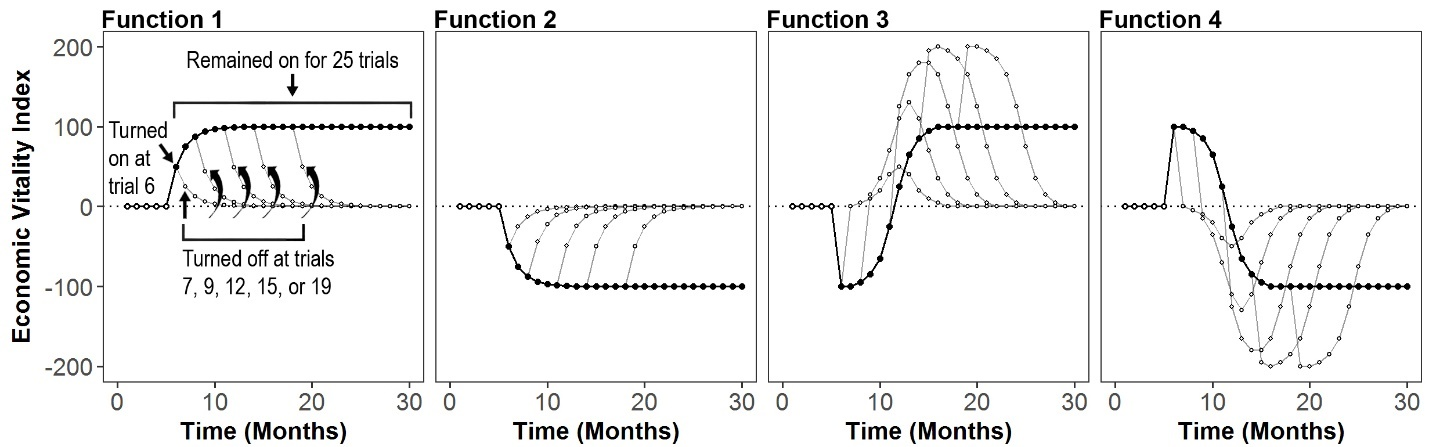 Function 1
Function 2
Function 3
Function 4
Economic Vitality Index
200
100
0
-100
-200
Remained on for 25 trials
Turned
on at
trial 6
Turned off at trials
7, 9, 12, 15, or 19
0 10 20 30
0 10 20 30
0 10 20 30
0 10 20 30
Time (Months)
Time (Months)
Time (Months)
Time (Months)